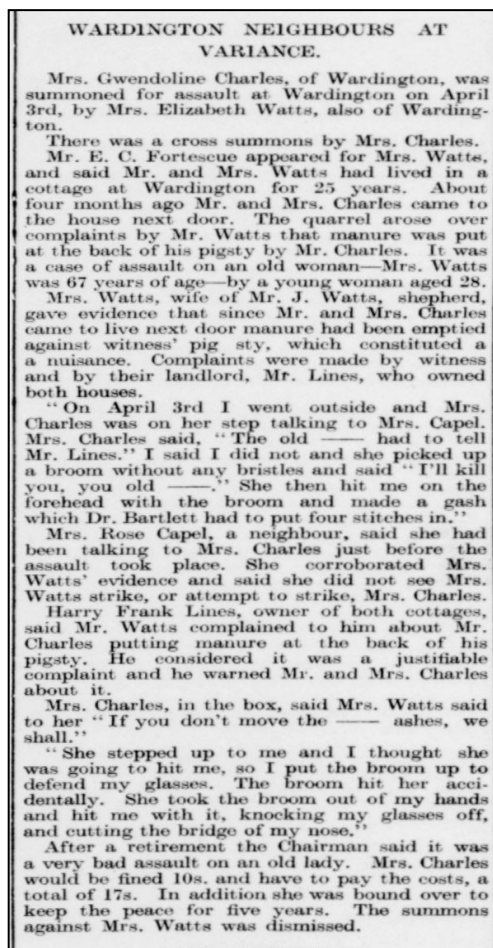 WARDINGTON NEIGHBOURS AT
VARIANCE.
Mrs. Gwendoline Charles, of Wardington, was
summoned for assault at Wardington on April
3rd, by Mrs. Elizabeth Watts, also of Warding-
ton.
There was a cross summons by Mrs. Charles.
Mr. E. C. Fortescue appeared for Mrs. Watts,
and said Mr. and Mrs. Watts had lived in a
cottage at Wardington for 25 years. About
four months ago Mr. and Mrs. Charles came to
the house next door. The quarrel arose over
complaints by Mr. Watts that manure was put
at the back of his pigsty by Mr. Charles. It was
a case of assault on an old woman—Mrs. Watts
was 67 years of age—by a young woman aged 28.
Mrs. Watts, wife of Mr. J. Watts, shepherd,
gave evidence that since Mr. and Mrs. Charles
came to live next door manure had been emptied
against witness' pig sty, which constituted a
a nuisance. Complaints were made by witness
and by their landlord, Mr. Lines, who owned
both houses.
"On April 3rd I went outside and Mrs.
Charles was on her step talking to Mrs. Capel.
Mrs. Charles said, "The old —— had to tell
Mr. Lines." I said I did not and she picked up
a broom without any bristles and said "I'll kill
you, you old ——." She then hit me on the
forehead with the broom and made a gash
which Dr. Bartlett had to put four stitches in."
Mrs. Rose Capel, a neighbour, said she had
been talking to Mrs. Charles just before the
assault took place. She corroborated Mrs.
Watts' evidence and said she did not see Mrs.
Watts strike, or attempt to strike, Mrs. Charles.
Harry Frank Lines, owner of both cottages,
said Mr. Watts complained to him about Mr.
Charles putting manure at the back of his
pigsty. He considered it was a justifiable
complaint and he warned Mr. and Mrs. Charles
about it.
Mrs. Charles, in the box, said Mrs. Watts said
to her "If you don't move the —— ashes, we
shall."
"She stepped up to me and I thought she
was going to hit me, so I put the broom up to
defend my glasses. The broom hit her acci-
dentally. She took the broom out of my hands
and hit me with it, knocking my glasses off,
and cutting the bridge of my nose."
After a retirement the Chairman said it was
a very bad assault on an old lady. Mrs. Charles
would be fined 10s. and have to pay the costs, a
total of 17s. In addition she was bound over to
keep the peace for five years. The summons
against Mrs. Watts was dismissed.